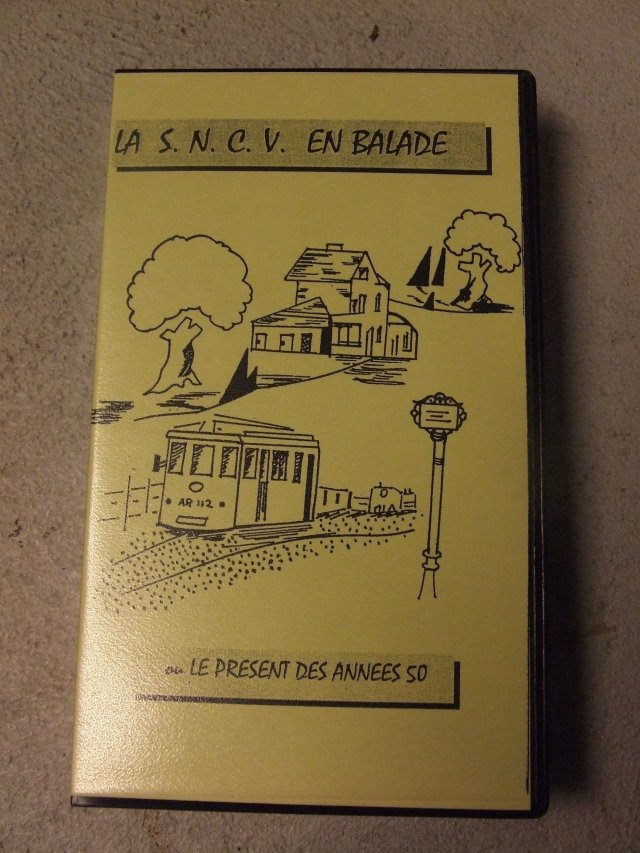 LA S. N. C. V. EN BALADE
AR 112
ou LE PRESENT DES ANNEES 50